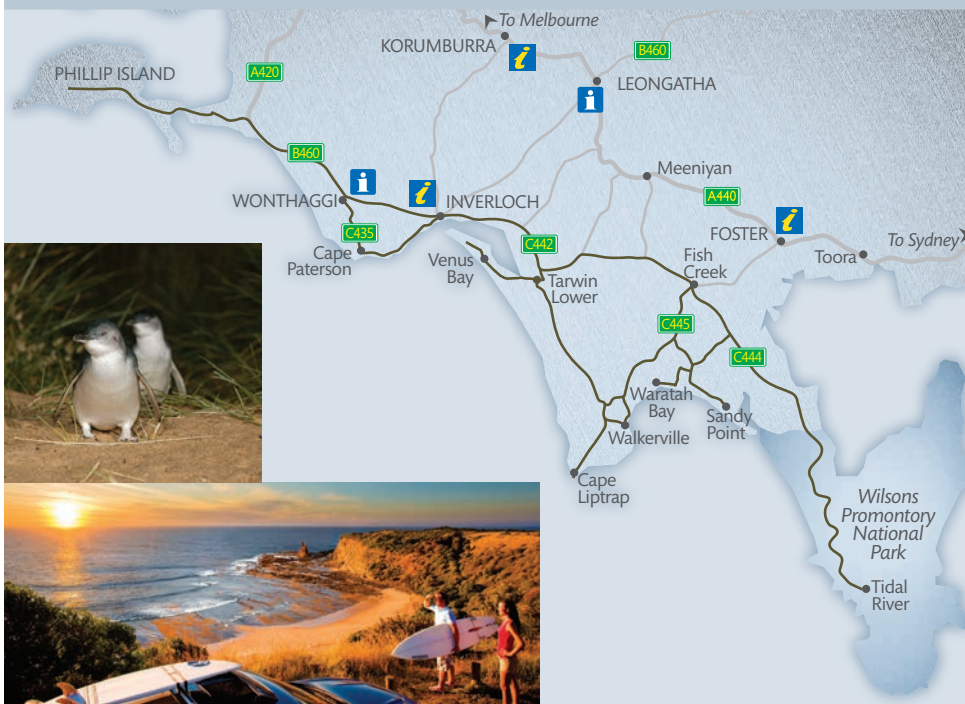 To Melbourne
KORUMBURRA
i
B460
PHILLIP ISLAND
A420
LEONGATHA
i
B460
Meeniyan
i
WONTHAGGI
i
INVERLOCH
A440
C435
FOSTER
i
To Sydney
Cape
Paterson
Venus
Bay
C442
Fish
Creek
Toora
Tarwin
Lower
C445
C444
Waratah
Bay
Sandy
Point
Walkerville
Cape
Liptrap
Wilsons
Promontory
National
Park
Tidal
River